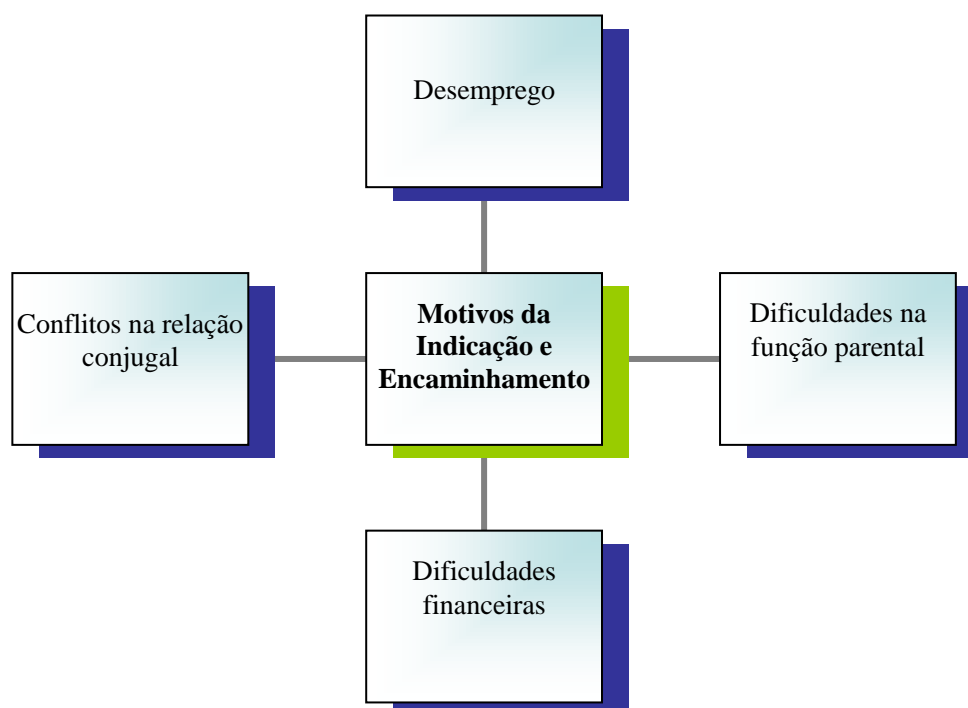 Desemprego
Conflitos na relação
conjugal
Motivos da
Indicação e
Encaminhamento
Dificuldades na
função parental
Dificuldades
financeiras